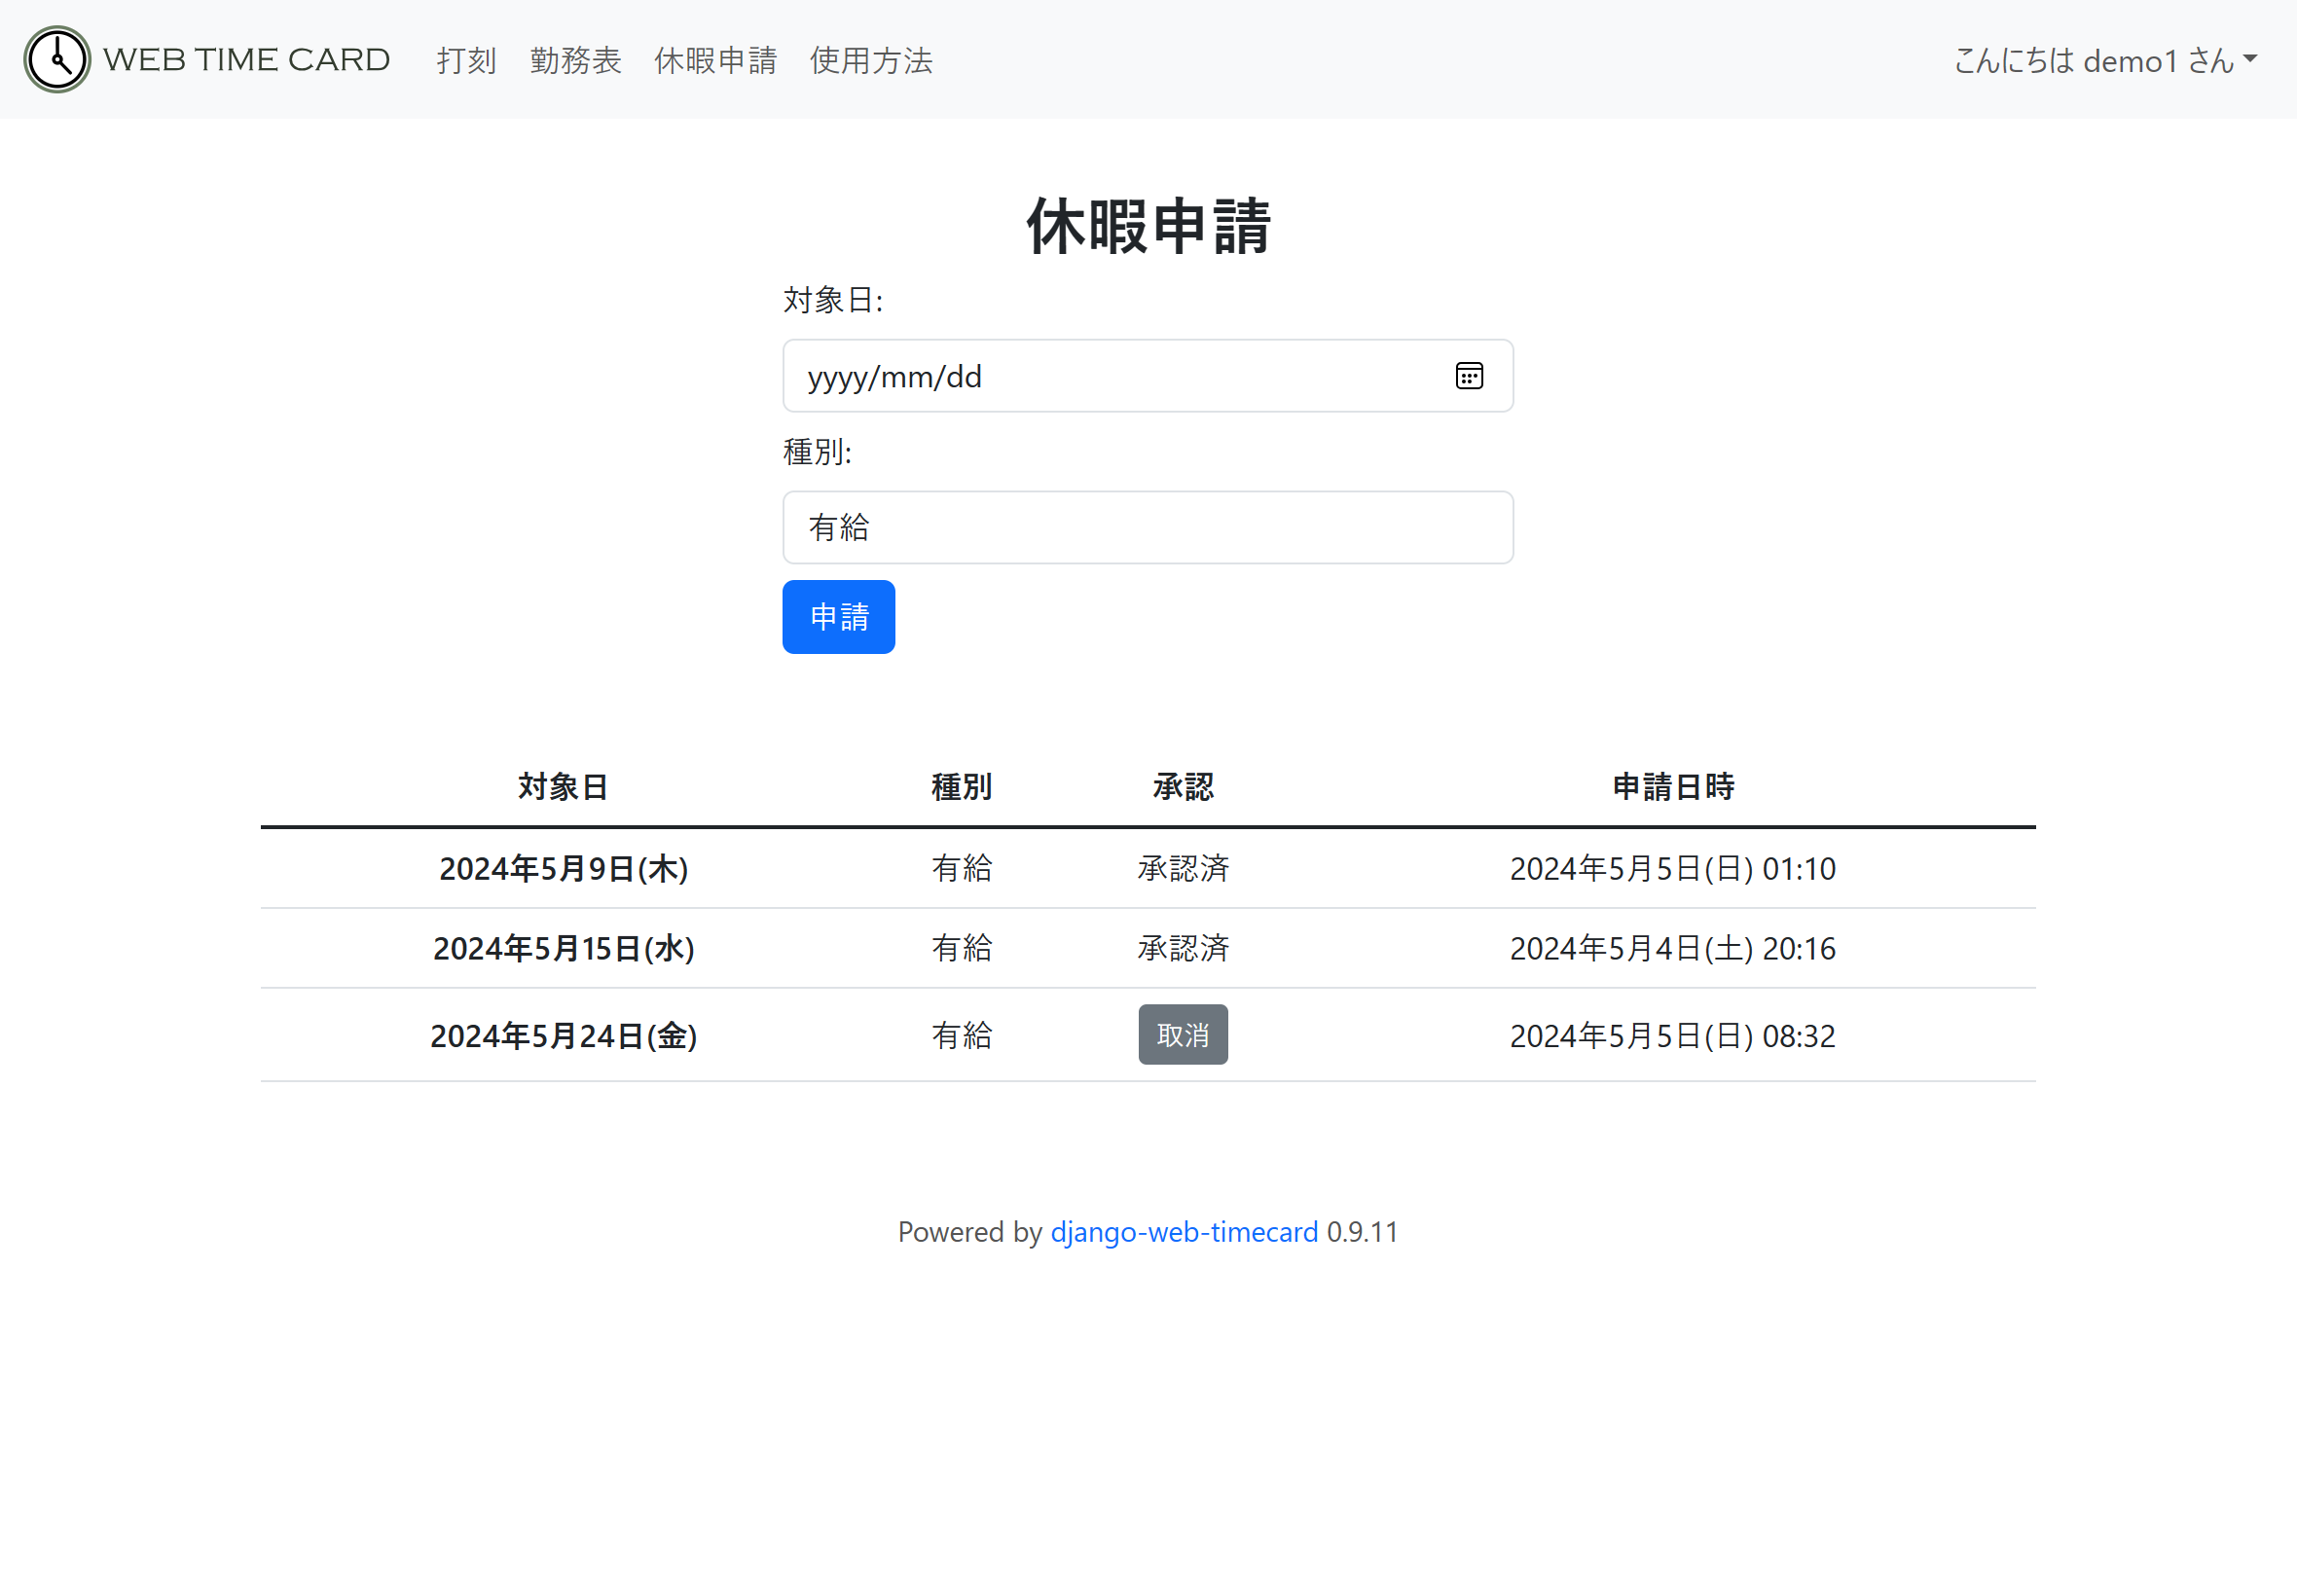 WEB TIME CARD 打刻 勤務表 休暇申請 使用方法 こんにちは demo1 さん
休暇申請
対象日:
yyyy/mm/dd
種別:
有給
申請
対象日 種別 承認 申請日時
2024年5月9日(木) 有給 承認済 2024年5月5日(日) 01:10
2024年5月15日(水) 有給 承認済 2024年5月4日(土) 20:16
2024年5月24日(金) 有給 取消 2024年5月5日(日) 08:32
Powered by django-web-timecard 0.9.11